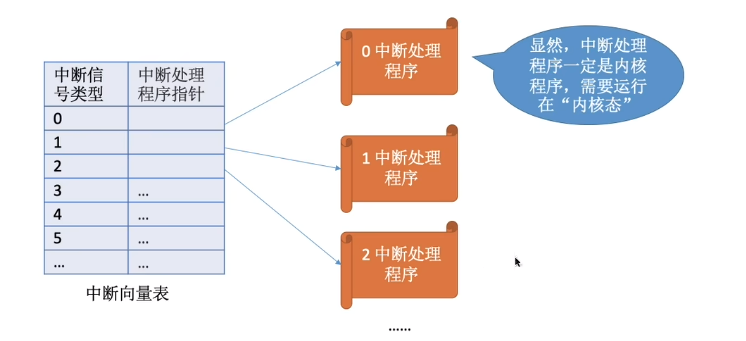 中断信
号类型
中断处理
程序指针
0
1
2
3
...
4
...
5
...
...
...
中断向量表
0 中断处理
程序
1 中断处理
程序
2 中断处理
程序
......
显然，中断处理
程序一定是内核
程序，需要运行
在“内核态”